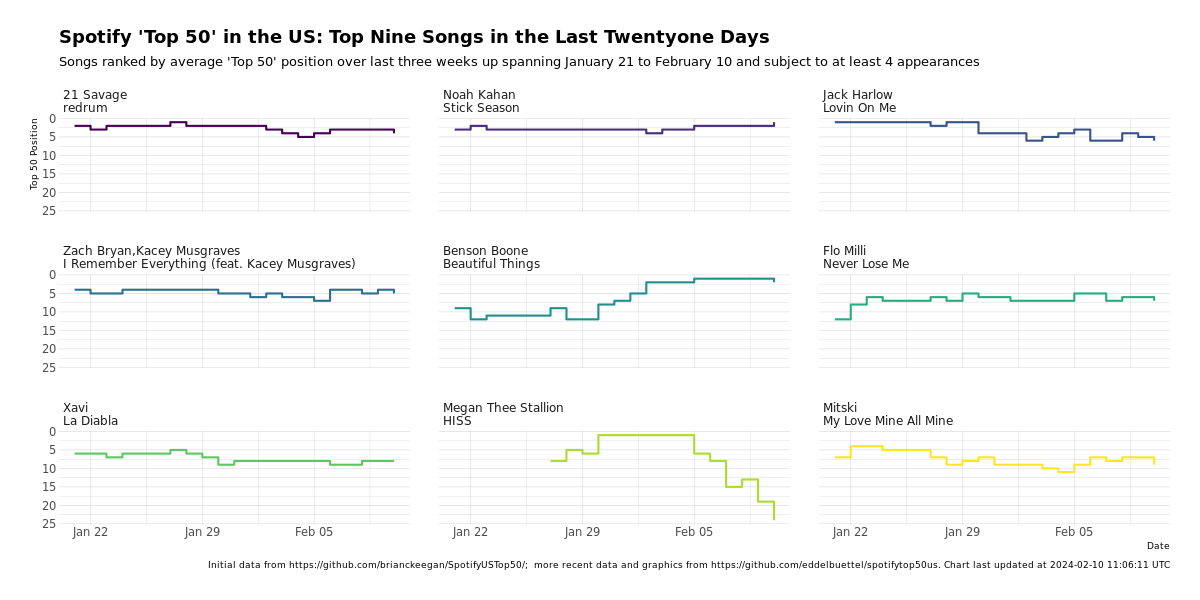 Spotify 'Top 50' in the US: Top Nine Songs in the Last Twentyone Days
Songs ranked by average 'Top 50' position over last three weeks up spanning January 21 to February 10 and subject to at least 4 appearances
21 Savage
redrum
Noah Kahan
Stick Season
Jack Harlow
Lovin On Me
Top 50 Position
0
5
10
15
20
25
Zach Bryan,Kacey Musgraves
I Remember Everything (feat. Kacey Musgraves)
Benson Boone
Beautiful Things
Flo Milli
Never Lose Me
0
5
10
15
20
25
Xavi
La Diabla
Megan Thee Stallion
HISS
Mitski
My Love Mine All Mine
0
5
10
15
20
25
Jan 22 Jan 29 Feb 05 Jan 22 Jan 29 Feb 05 Jan 22 Jan 29 Feb 05
Date
Initial data from https://github.com/brianckeegan/SpotifyUSTop50/;  more recent data and graphics from https://github.com/eddelbuettel/spotifytop50us. Chart last updated at 2024-02-10 11:06:11 UTC